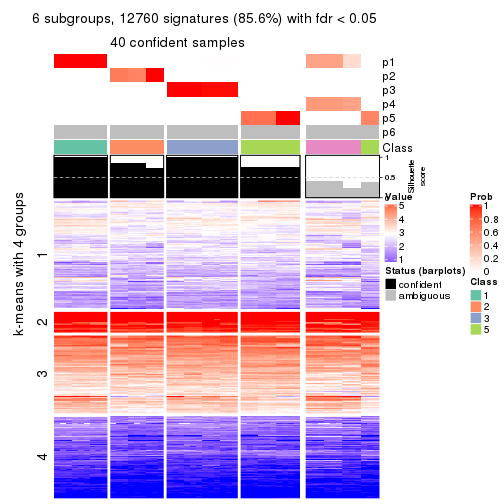 6 subgroups, 12760 signatures (85.6%) with fdr < 0.05
40 confident samples
p1
p2
p3
p4
p5
p6
Class
1
0.5
0
Silhouette
score
k-means with 4 groups
1
2
3
4
Value
5
4
3
2
1
Status (barplots)
confident
ambiguous
Prob
1
0.8
0.6
0.4
0.2
0
Class
1
2
3
5